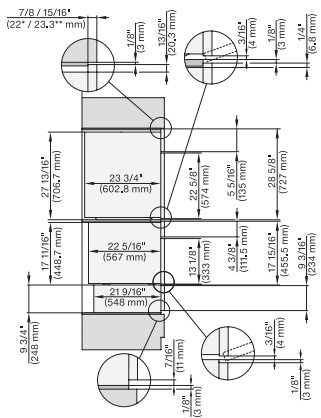 7/8 / 15/16"
(22* / 23.3** mm)
1/8"
(3 mm)
13/16"
(20.3 mm)
3/16"
(4 mm)
1/8"
(3 mm)
1/4"
(6.8 mm)
27 13/16"
(706.7 mm)
23 3/4"
(602.8 mm)
22 5/8"
(574 mm)
5 5/16"
(135 mm)
28 5/8"
(727 mm)
17 11/16"
(448.7 mm)
22 5/16"
(567 mm)
13 1/8"
(333 mm)
4 3/8"
(111.5 mm)
17 15/16"
(455.5 mm)
9 3/16"
(234 mm)
21 9/16"
(548 mm)
9 3/4"
(248 mm)
7/16"
(11 mm)
1/8"
(3 mm)
3/16"
(4 mm)
1/8"
(3 mm)